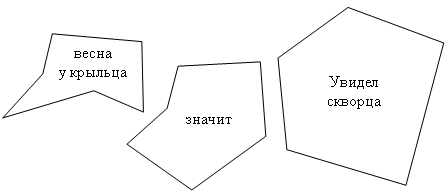 весна
у крыльца
значит
Увидел
скворца